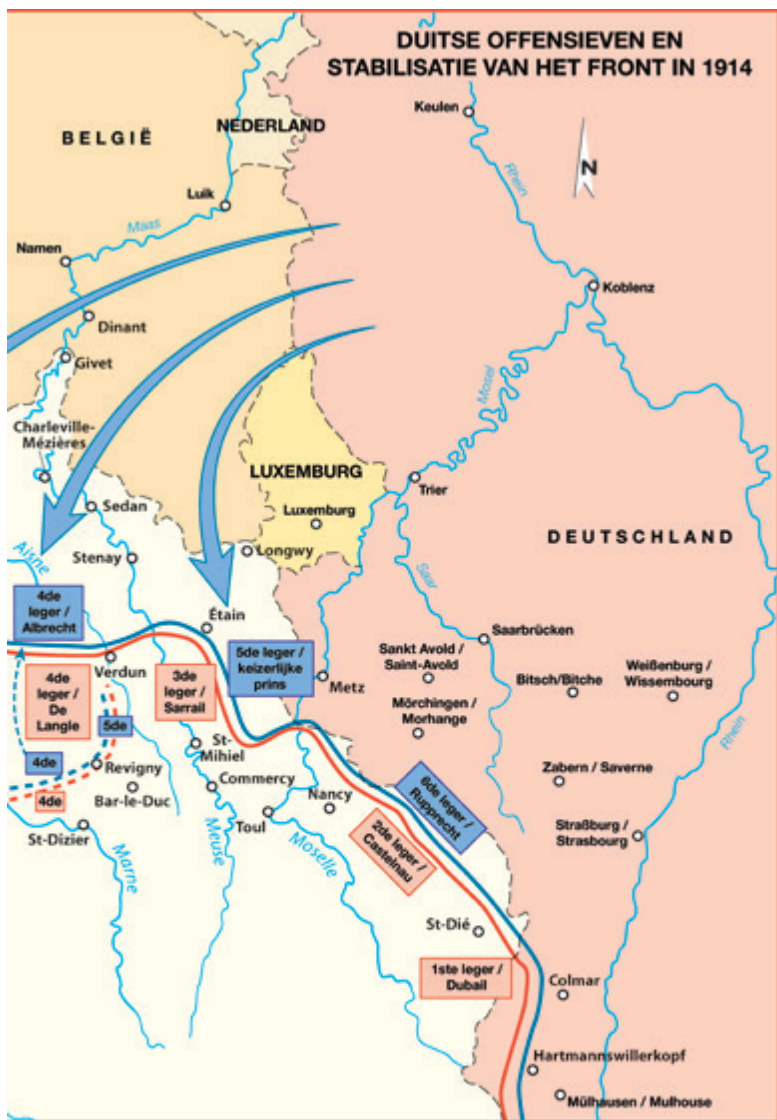 DUITSE OFFENSIEVEN EN
STABILISATIE VAN HET FRONT IN 1914
Keulen
NEDERLAND
BELGIË
N
Rhein
Luik
Maas
Namen
Koblenz
Dinant
Givet
Mosel
Charleville-
Mézières
LUXEMBURG
Trier
Luxemburg
Sedan
DEUTSCHLAND
Longwy
Stenay
Aisne
Saar
4de
leger /
Albrecht
Étain
Saarbrücken
5de leger /
keizerlijke
prins
Sankt Avold /
Saint-Avold
Weißenburg /
Wissembourg
Verdun
3de
leger /
Sarrail
4de
leger /
De
Langle
Metz
Bitsch/Bitche
Mörchingen /
Morhange
5de
Rhein
St-
Mihiel
4de
Revigny
Zabern / Saverne
Commercy
4de
Bar-le-Duc
6de leger /
Rupprecht
Nancy
Toul
St-Dizier
Meuse
Moselle
2de leger /
Castelnau
Straßburg /
Strasbourg
Marne
St-Dié
1ste leger /
Dubail
Colmar
Hartmannswillerkopf
Mülhausen / Mulhouse